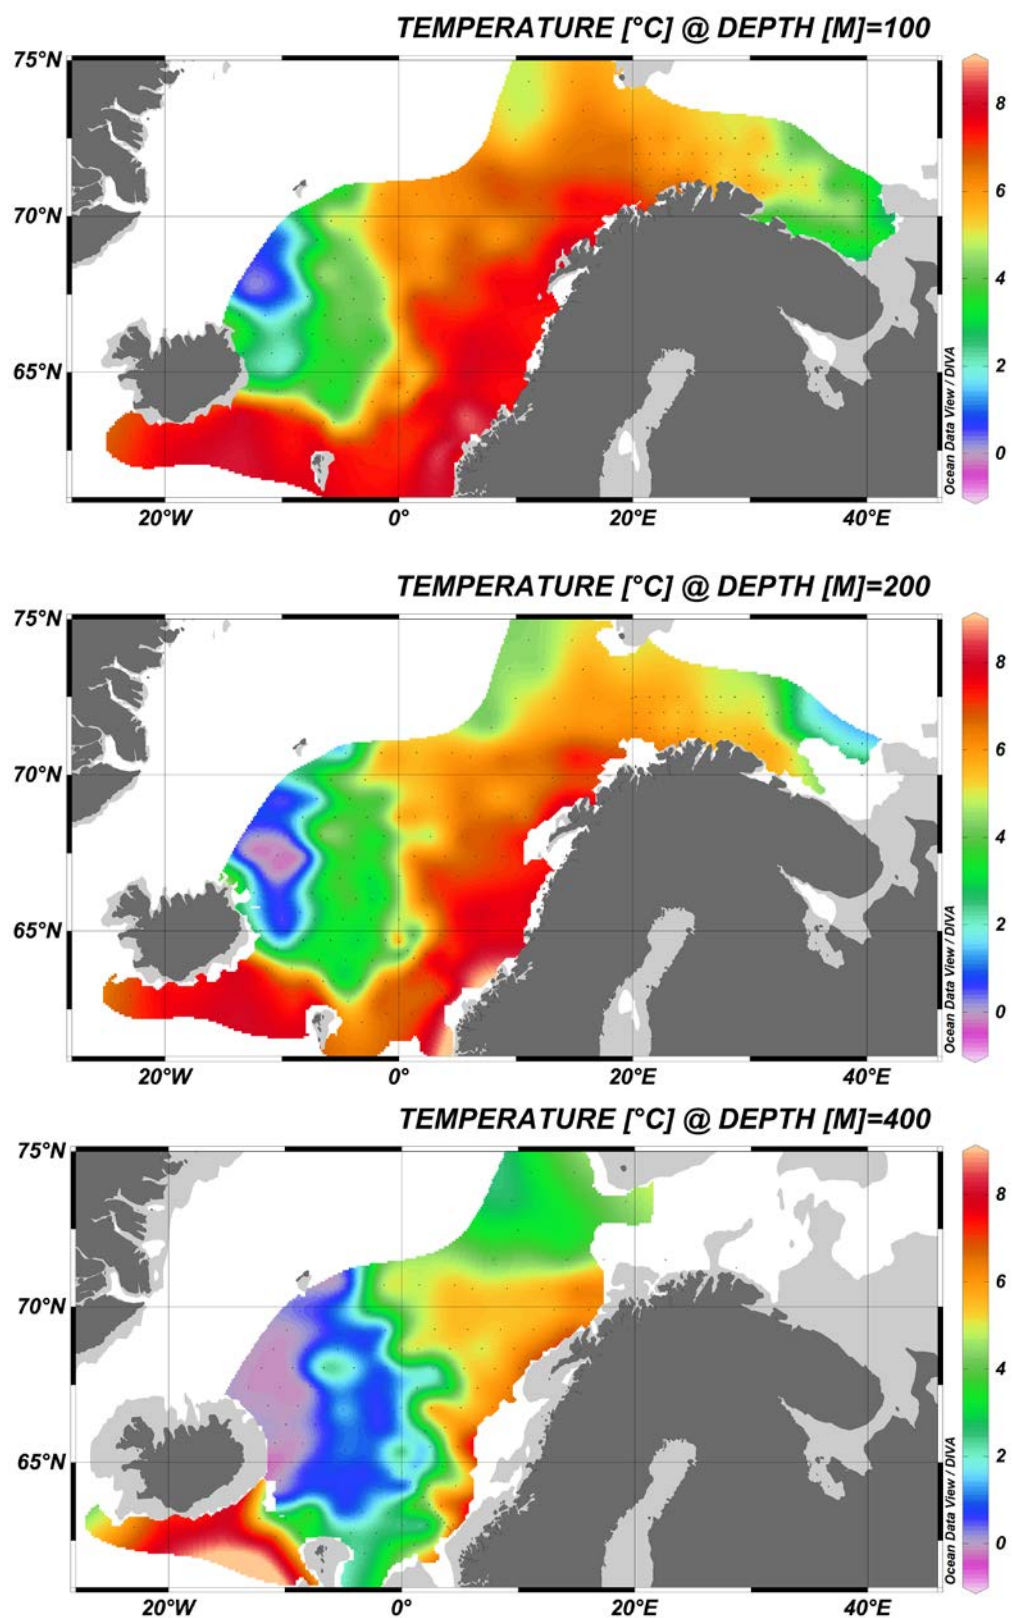 TEMPERATURE [°C] @ DEPTH [M]=100
75°N
70°N
65°N
20°W 0° 20°E 40°E
8
6
4
2
0
Ocean Data View / DIVA
TEMPERATURE [°C] @ DEPTH [M]=200
75°N
70°N
65°N
20°W 0° 20°E 40°E
8
6
4
2
0
Ocean Data View / DIVA
TEMPERATURE [°C] @ DEPTH [M]=400
75°N
70°N
65°N
20°W 0° 20°E 40°E
8
6
4
2
0
Ocean Data View / DIVA